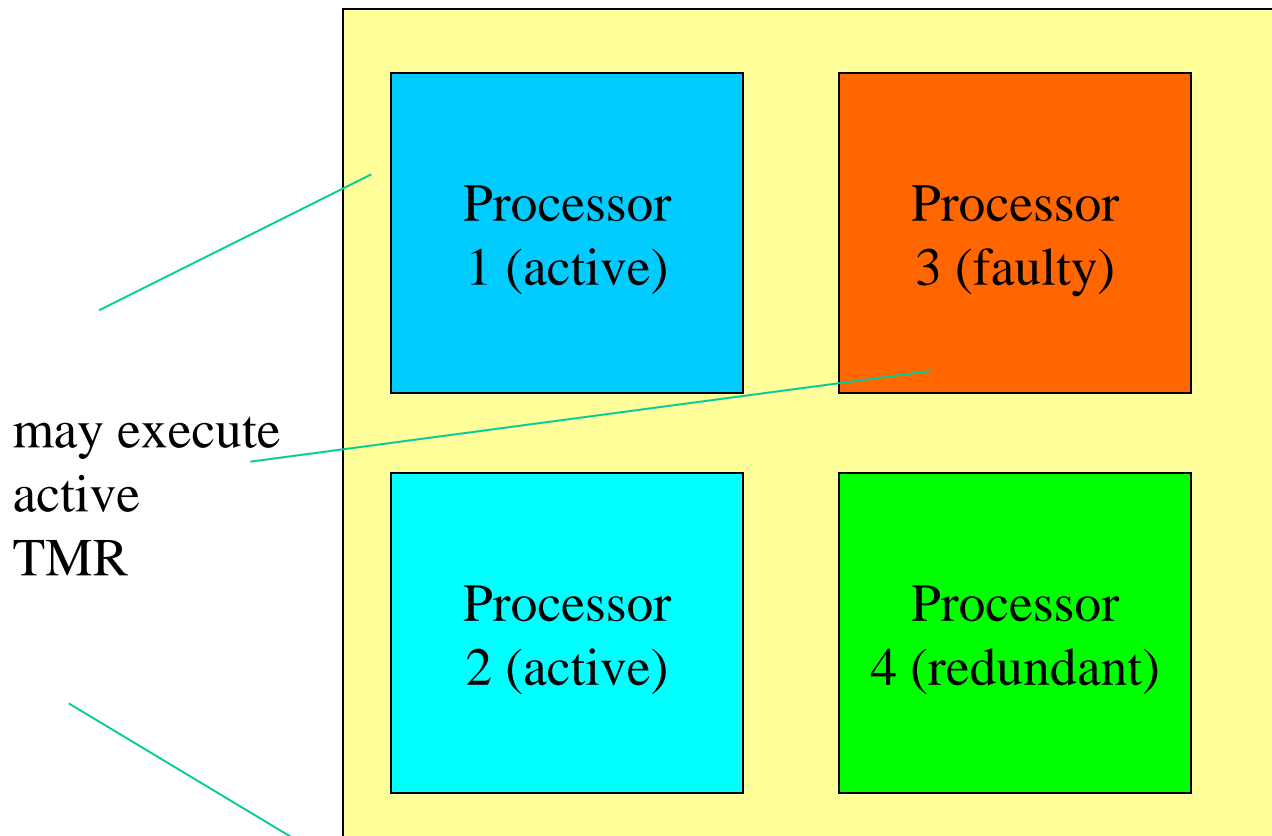 Processor
1 (active)
Processor
3 (faulty)
may execute
active
TMR
Processor
2 (active)
Processor
4 (redundant)